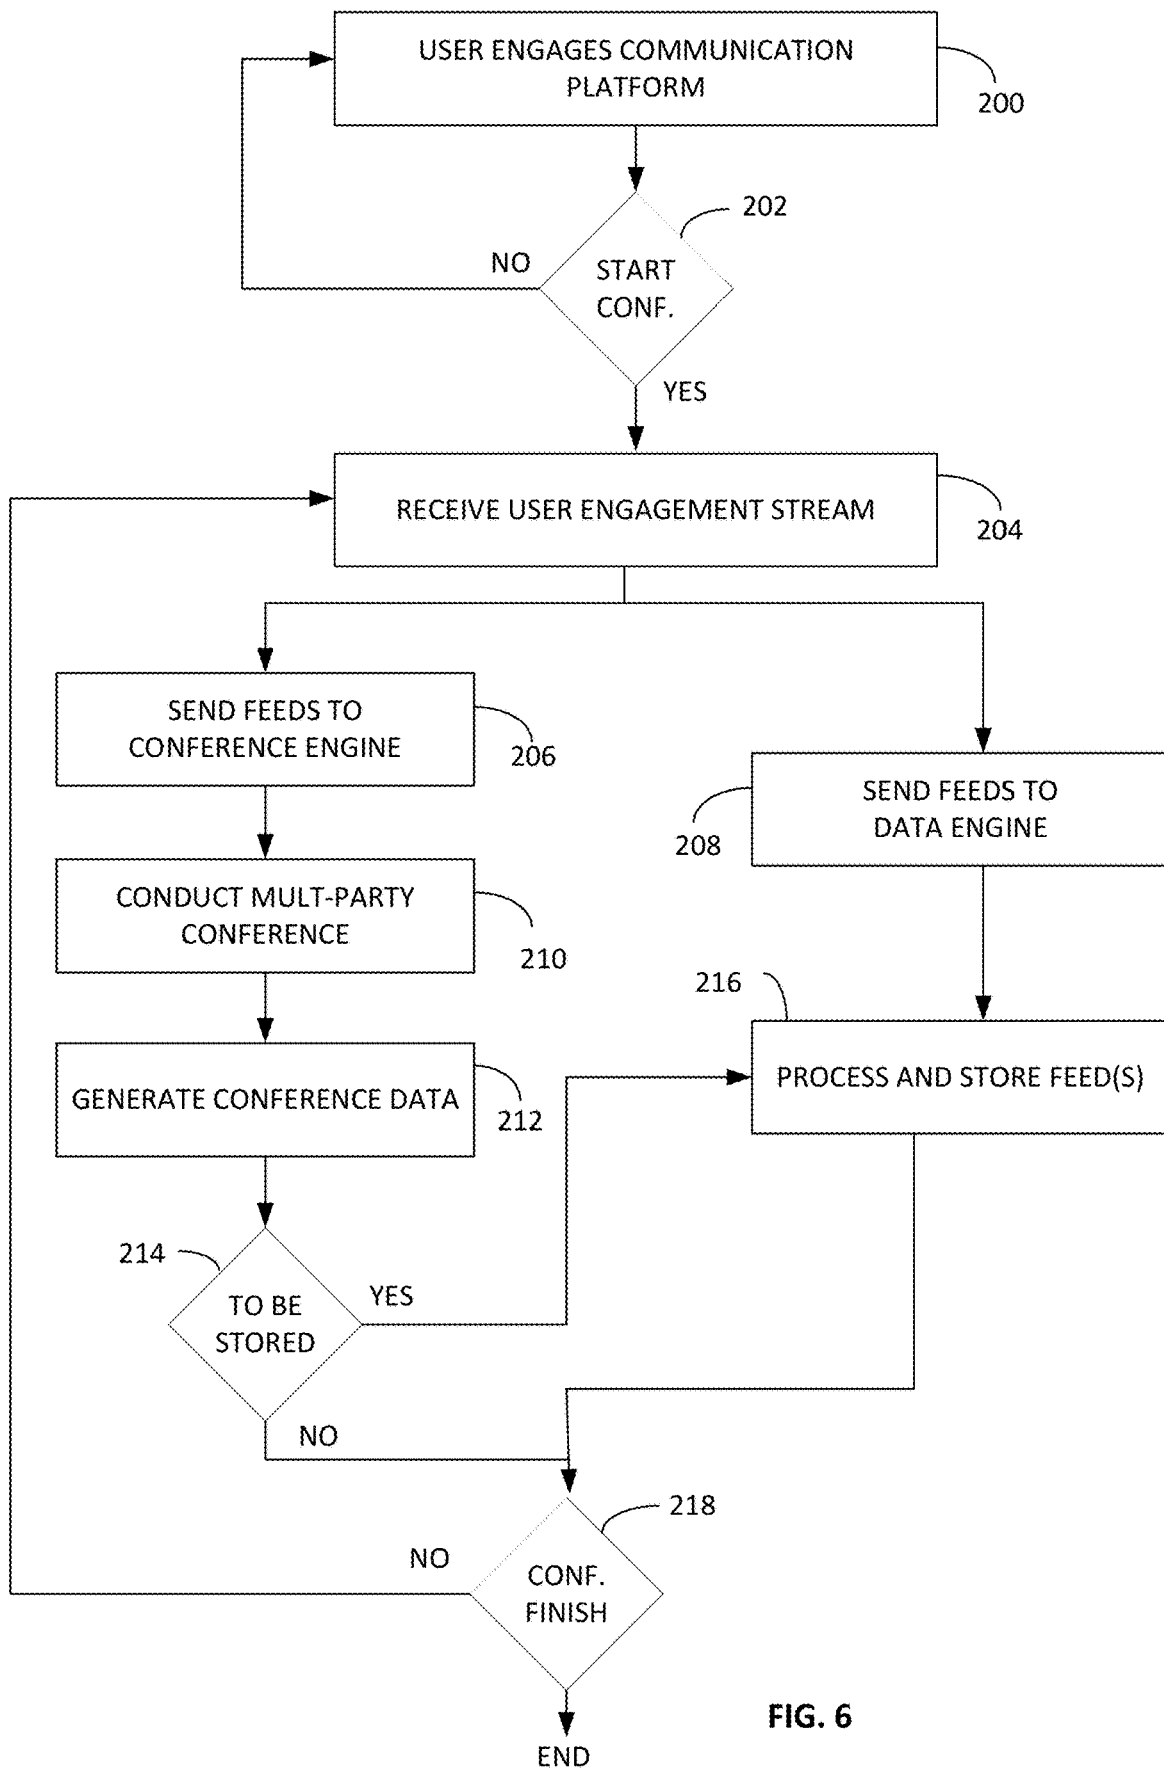 USER ENGAGES COMMUNICATION
PLATFORM
200
202
NO
START
CONF.
YES
RECEIVE USER ENGAGEMENT STREAM
204
SEND FEEDS TO
CONFERENCE ENGINE
206
SEND FEEDS TO
DATA ENGINE
208
CONDUCT MULT-PARTY
CONFERENCE
210
216
GENERATE CONFERENCE DATA
212
PROCESS AND STORE FEED(S)
214
TO BE
STORED
YES
NO
218
NO
CONF.
FINISH
FIG. 6
END